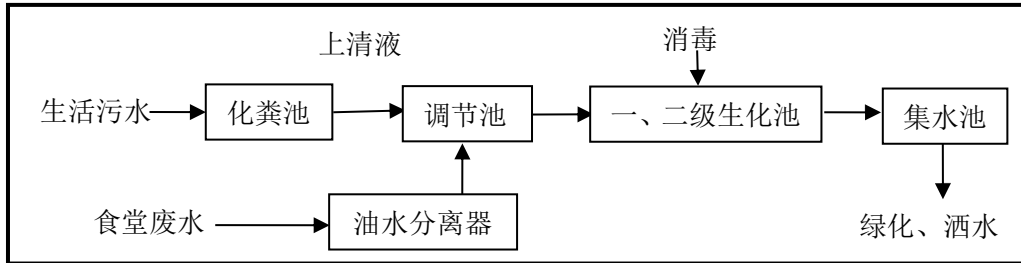 上清液
消毒
生活污水
化粪池
调节池
一、二级生化池
集水池
食堂废水
油水分离器
绿化、洒水